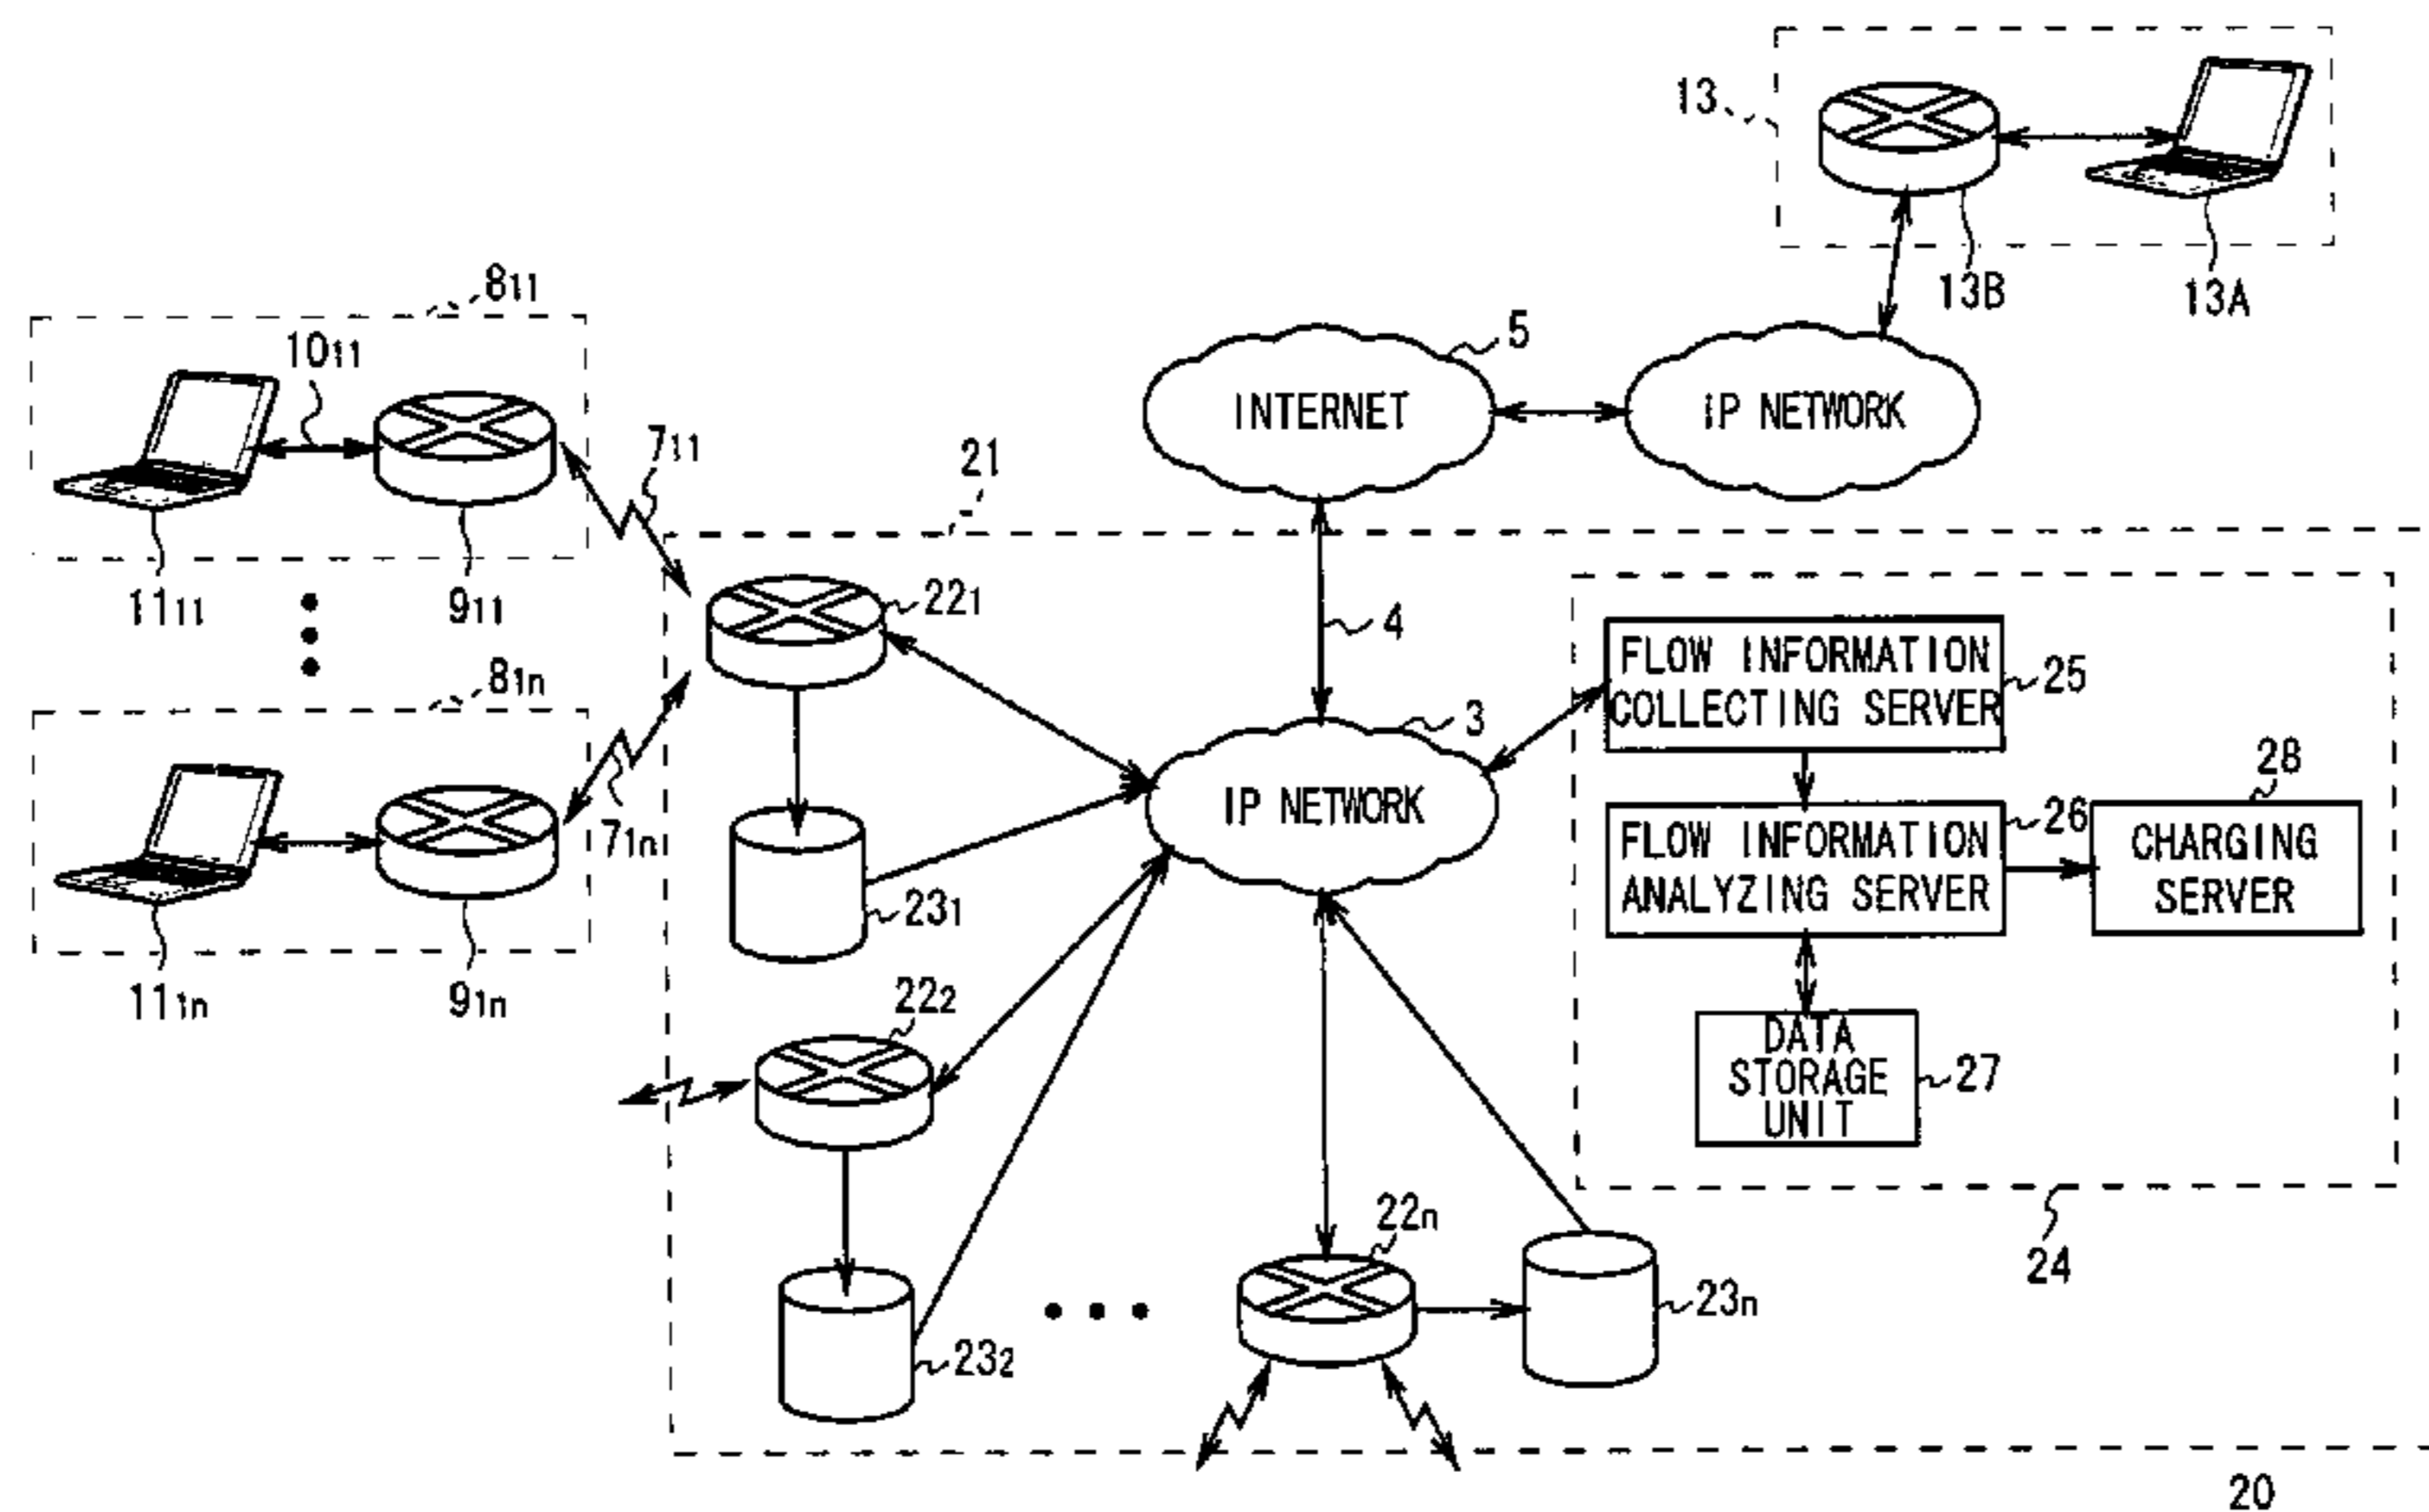 13
13B
13A
8₁₁
10₁₁
7₁₁
11₁₁
9₁₁
5
INTERNET
IP NETWORK
21
4
22₁
8₁ₙ
7₁ₙ
11₁ₙ
9₁ₙ
23₁
3
IP NETWORK
FLOW INFORMATION
COLLECTING SERVER
25
28
FLOW INFORMATION
ANALYZING SERVER
26
CHARGING
SERVER
DATA
STORAGE
UNIT
27
22₂
23₂
22ₙ
23ₙ
24
20